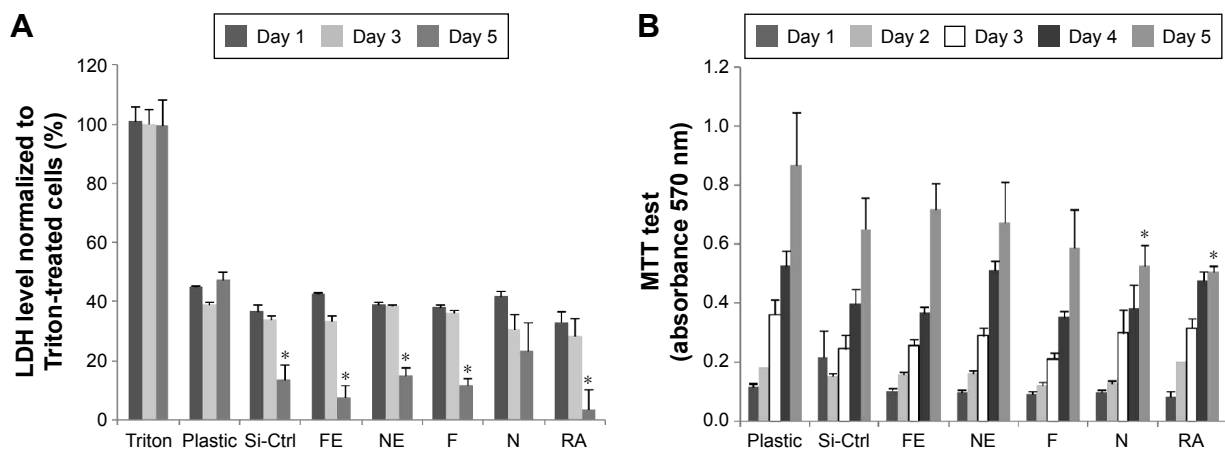 A
Day 1 Day 3 Day 5
LDH level normalized to
Triton-treated cells (%)
120
100
80
60
40
20
0
* * * * *
Triton Plastic Si-Ctrl FE NE F N RA
B
Day 1 Day 2 Day 3 Day 4 Day 5
MTT test
(absorbance 570 nm)
1.2
1.0
0.8
0.6
0.4
0.2
0.0
* *
Plastic Si-Ctrl FE NE F N RA